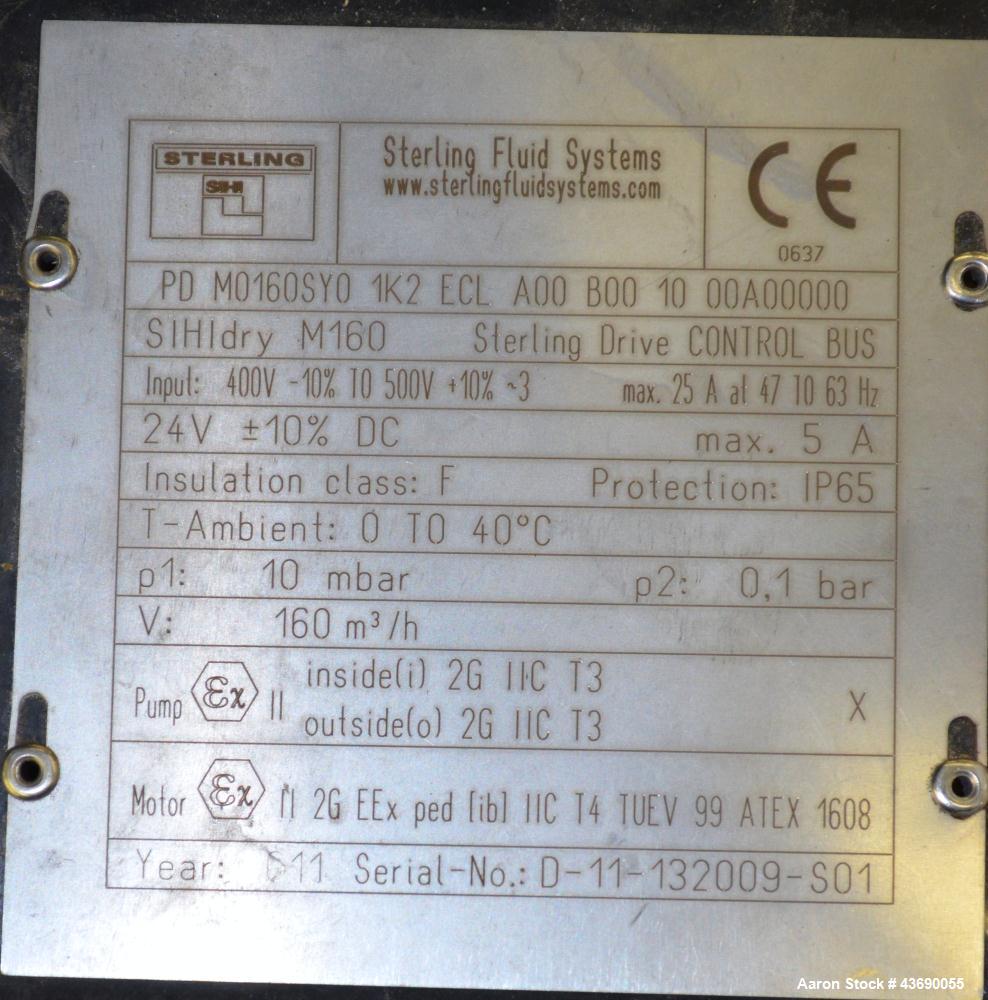 STERLING
SIHI
Sterling Fluid Systems
www.sterlingfluidsystems.com
CE
0637
PD M0160SY0 1K2 ECL A00 B00 10 00A00000
SIHIdry M160 Sterling Drive CONTROL BUS
Input: 400V -10% TO 500V +10% ~3 max. 25 A at 47 TO 63 Hz
24V ±10% DC max. 5 A
Insulation class: F Protection: IP65
T-Ambient: 0 TO 40°C
p1: 10 mbar p2: 0,1 bar
V: 160 m³/h
Pump Ex II inside(i) 2G IIC T3
outside(o) 2G IIC T3 X
Motor Ex II 2G EEx ped [ib] IIC T4 TUEV 99 ATEX 1608
Year: Serial-No.: D-11-132009-S01
Aaron Stock # 43690055